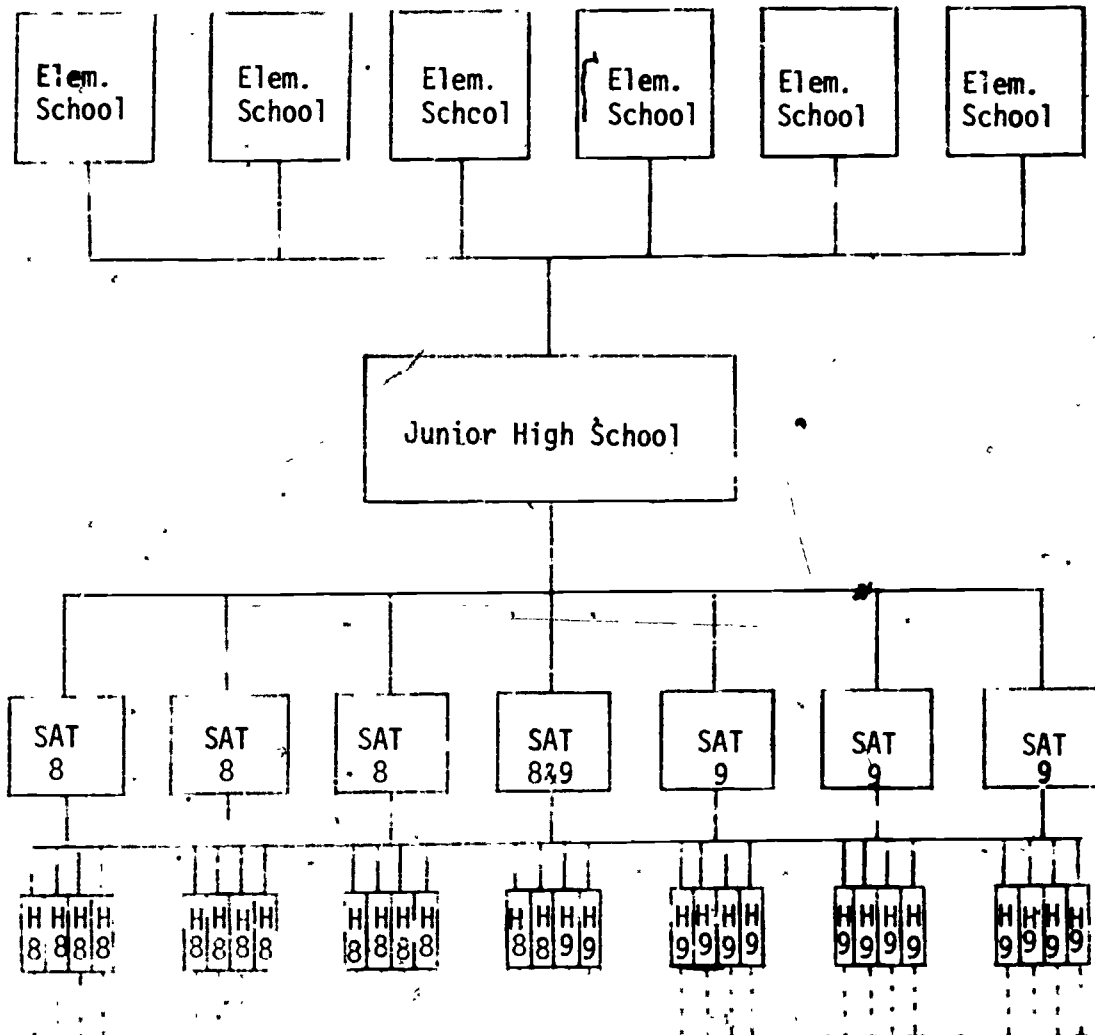 Elem. Elem. Elem. Elem. Elem. Elem.
School School School School School School
Junior High School
SAT SAT SAT SAT SAT SAT SAT
8 8 8 8&9 9 9 9
H H H H H H H H H H H H H H H H H H H H H H H H H H H H
8 8 8 8 8 8 8 8 8 8 8 8 8 8 9 9 9 9 9 9 9 9 9 9 9 9 9 9